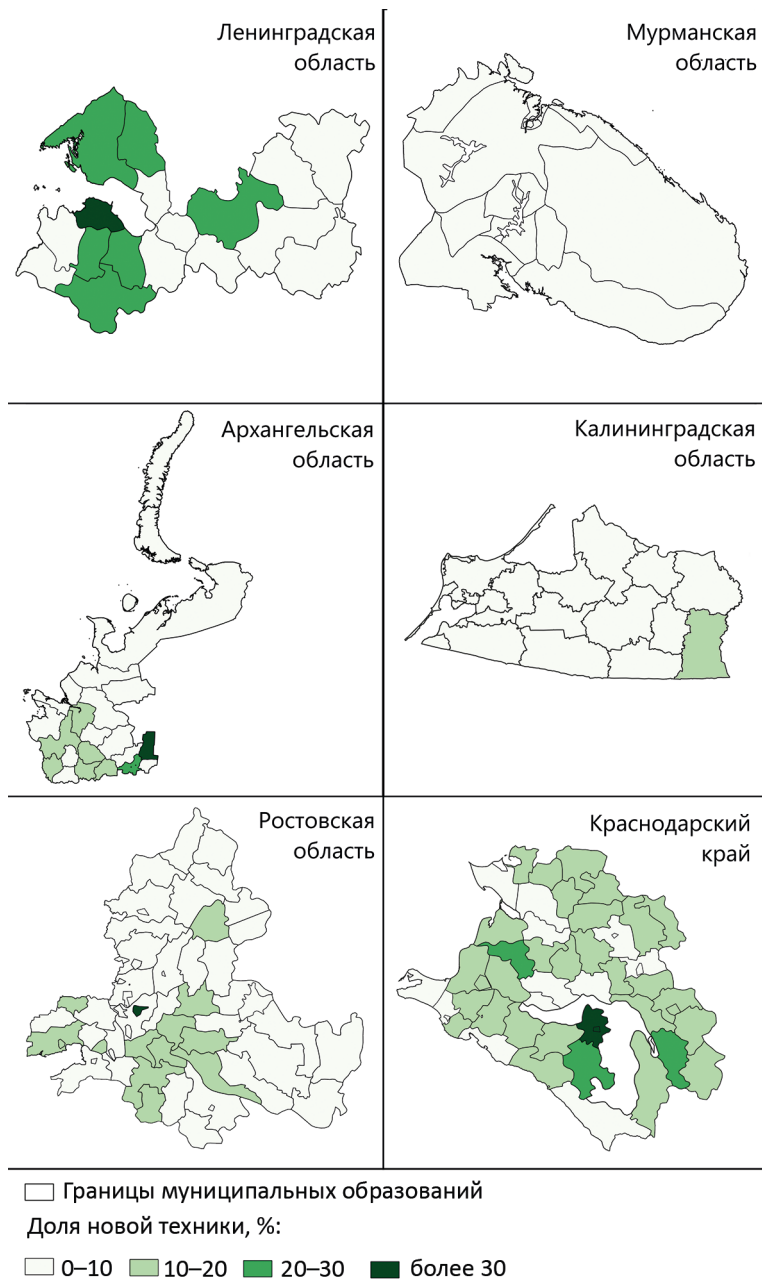 Ленинградская
область
Мурманская
область
Архангельская
область
Калининградская
область
Ростовская
область
Краснодарский
край
Границы муниципальных образований
Доля новой техники, %:
0–10 10–20 20–30 более 30